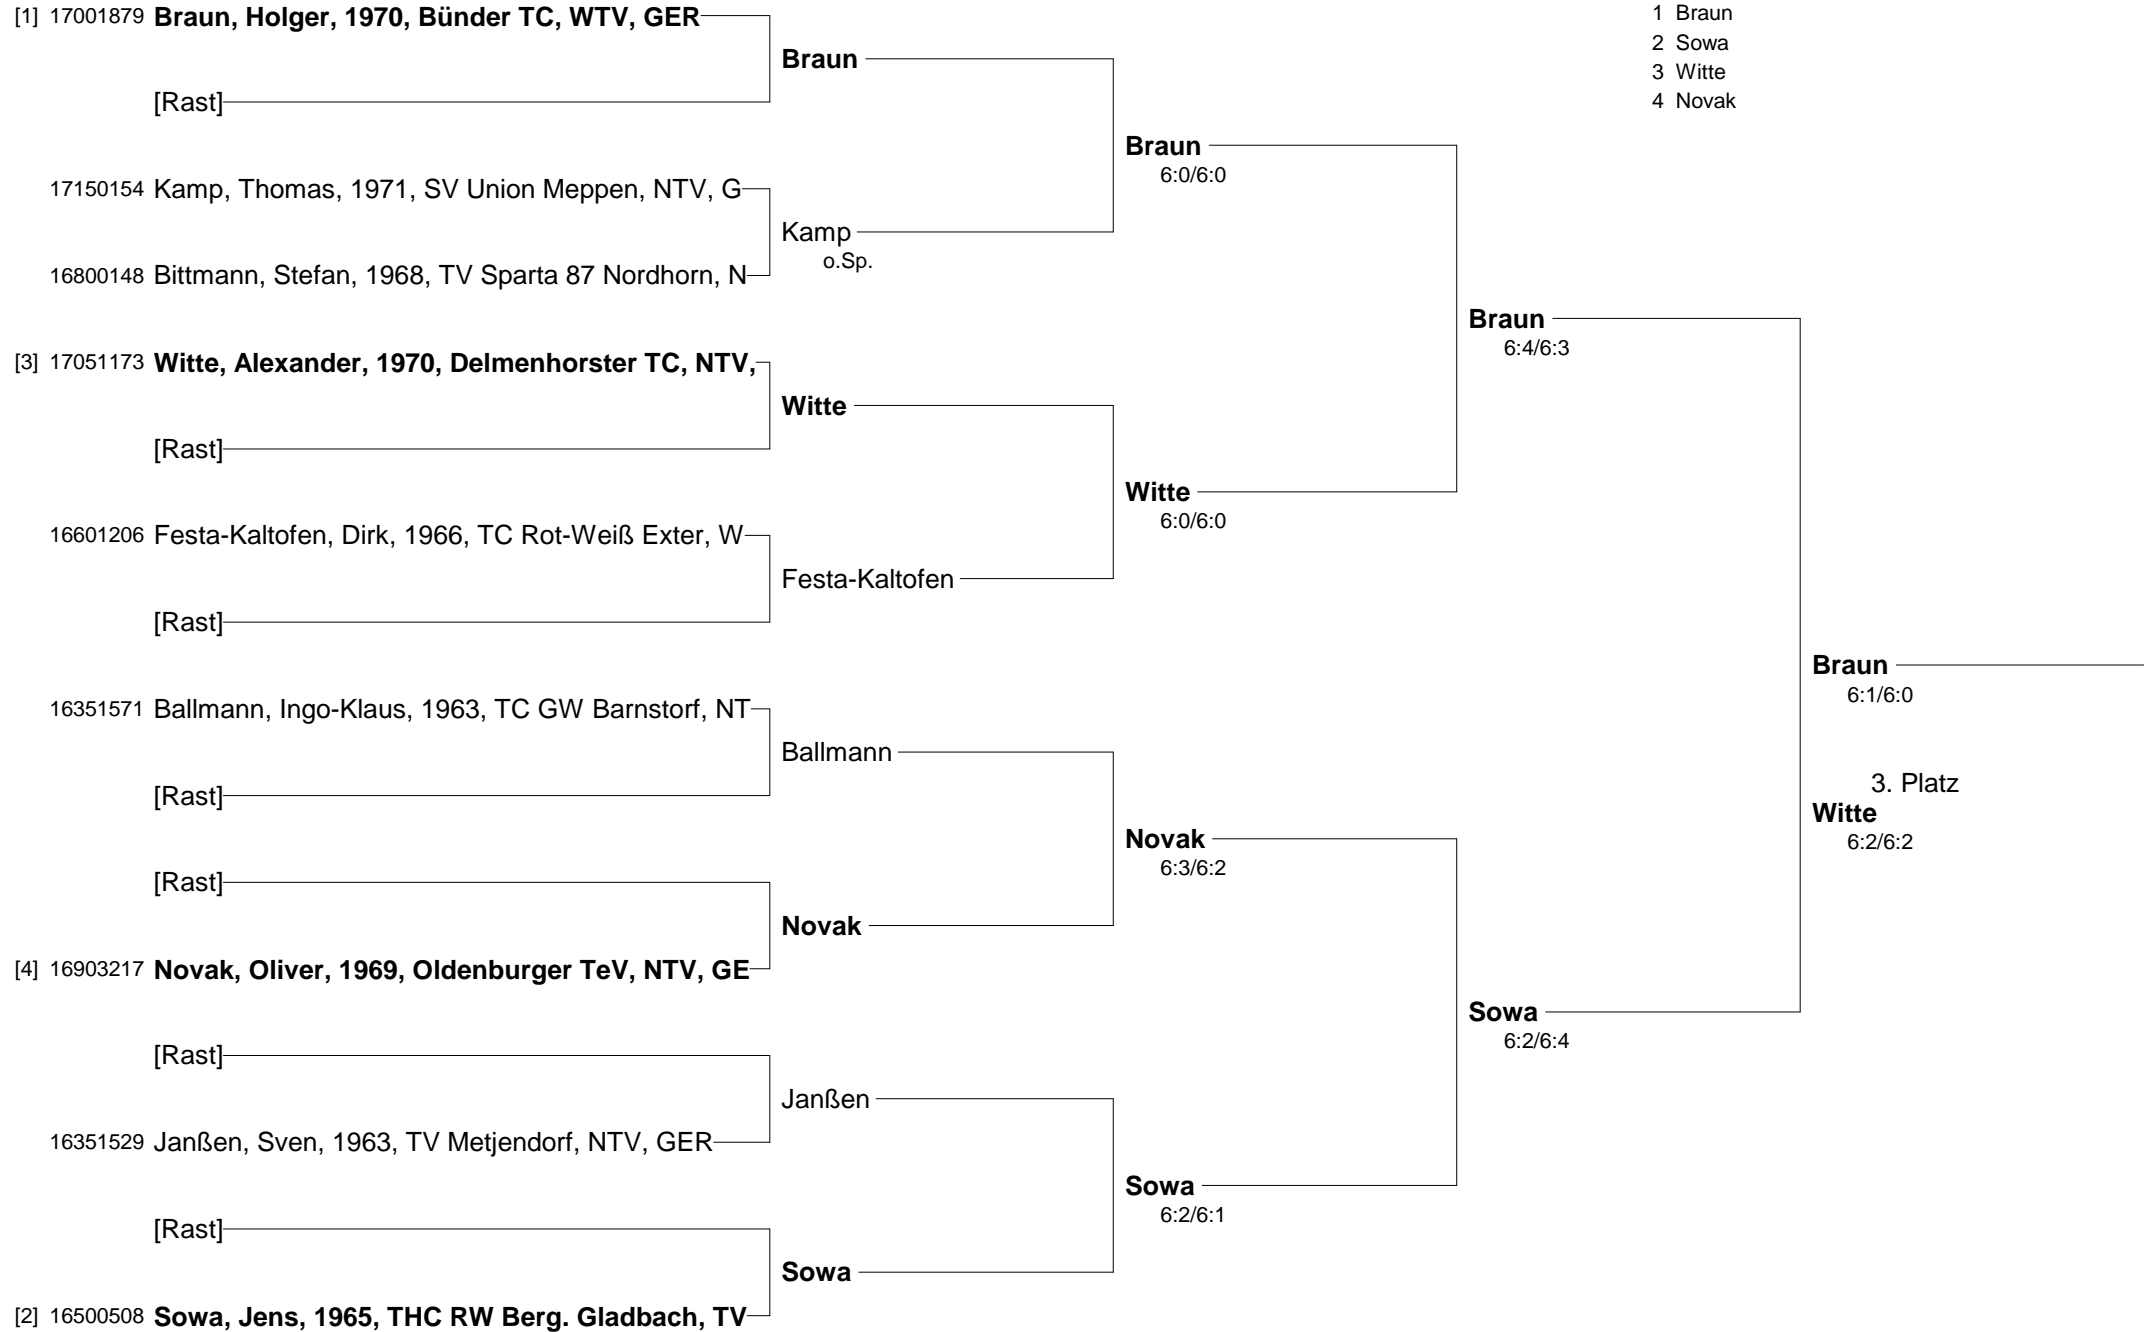 [1] 17001879 Braun, Holger, 1970, Bünder TC, WTV, GER
[Rast]
17150154 Kamp, Thomas, 1971, SV Union Meppen, NTV, G
16800148 Bittmann, Stefan, 1968, TV Sparta 87 Nordhorn, N
[3] 17051173 Witte, Alexander, 1970, Delmenhorster TC, NTV,
[Rast]
16601206 Festa-Kaltofen, Dirk, 1966, TC Rot-Weiß Exter, W
[Rast]
16351571 Ballmann, Ingo-Klaus, 1963, TC GW Barnstorf, NT
[Rast]
[Rast]
[4] 16903217 Novak, Oliver, 1969, Oldenburger TeV, NTV, GE
[Rast]
16351529 Janßen, Sven, 1963, TV Metjendorf, NTV, GER
[Rast]
[2] 16500508 Sowa, Jens, 1965, THC RW Berg. Gladbach, TV
Braun
Kamp
o.Sp.
Witte
Festa-Kaltofen
Ballmann
Novak
Janßen
Sowa
Braun
6:0/6:0
Witte
6:0/6:0
Novak
6:3/6:2
Sowa
6:2/6:1
Braun
6:4/6:3
Sowa
6:2/6:4
Braun
6:1/6:0
3. Platz
Witte
6:2/6:2
1 Braun
2 Sowa
3 Witte
4 Novak